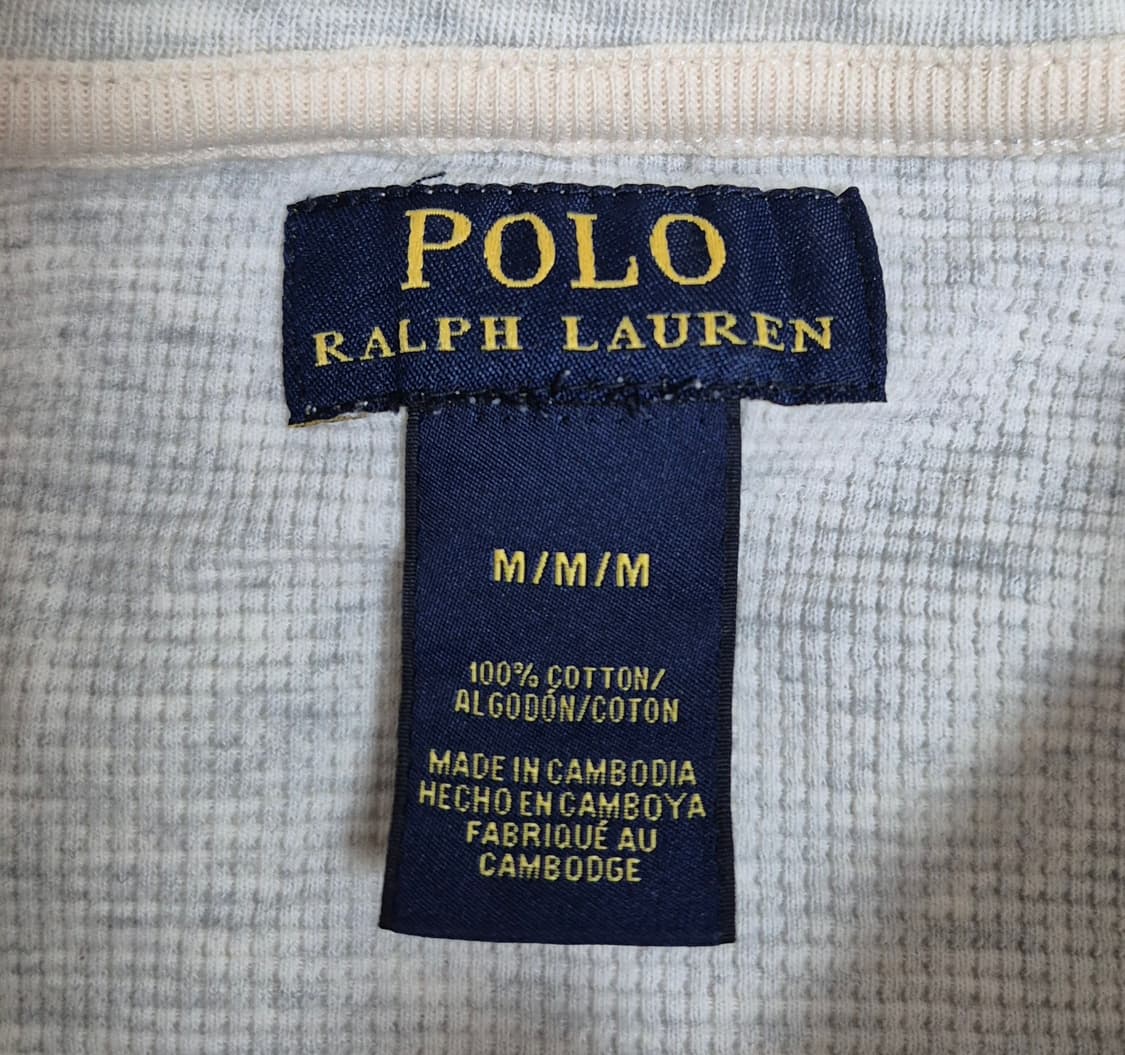 POLO
RALPH LAUREN
M/M/M
100% COTTON/
ALGODÓN/COTON
MADE IN CAMBODIA
HECHO EN CAMBOYA
FABRIQUÉ AU
CAMBODGE